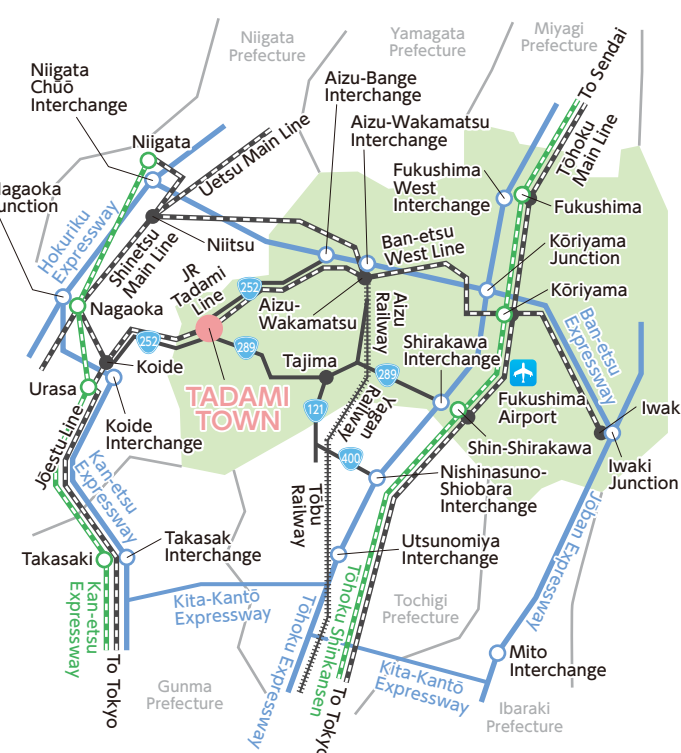 Niigata
Prefecture
Yamagata
Prefecture
Miyagi
Prefecture
To Sendai
Niigata
Chuō
Interchange
Aizu-Bange
Interchange
Aizu-Wakamatsu
Interchange
Niigata
Uetsu Main Line
Tōhoku
Main Line
Fukushima
West
Interchange
Fukushima
Nagaoka
Junction
Hokuriku
Expressway
Shinetsu
Main Line
Niitsu
Ban-etsu
West Line
Kōriyama
Junction
JR
Tadami
Line
252
Nagaoka
Aizu-
Wakamatsu
Aizu
Railway
Kōriyama
Ban-etsu
Expressway
252
289
Koide
Tajima
Shirakawa
Interchange
289
Urasa
TADAMI
TOWN
121
Yagan
Railway
Fukushima
Airport
Iwak
Koide
Interchange
Jōestu Line
Shin-Shirakawa
400
Iwaki
Junction
Kan-etsu
Expressway
Nishinasuno-
Shiobara
Interchange
Tōbu
Railway
Jōban Expressway
Takasaki
Takasak
Interchange
Utsunomiya
Interchange
Kan-etsu
Expressway
Kita-Kantō
Expressway
Tōhoku Expressway
Tōhoku Shinkansen
Tochigi
Prefecture
To Tokyo
Gunma
Prefecture
Kita-Kantō
Expressway
Mito
Interchange
To Tokyo
Ibaraki
Prefecture